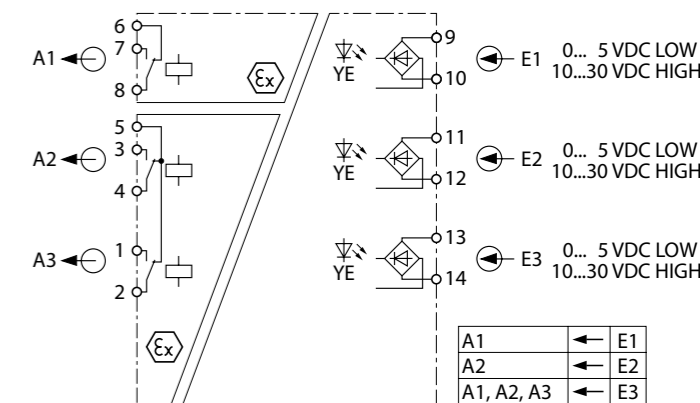 6
7
8
A1
Ɛx
5
3
4
A2
1
2
A3
Ɛx
YE
9
10
E1
0... 5 VDC LOW
10...30 VDC HIGH
YE
11
12
E2
0... 5 VDC LOW
10...30 VDC HIGH
YE
13
14
E3
0... 5 VDC LOW
10...30 VDC HIGH
A1 ← E1
A2 ← E2
A1, A2, A3 ← E3